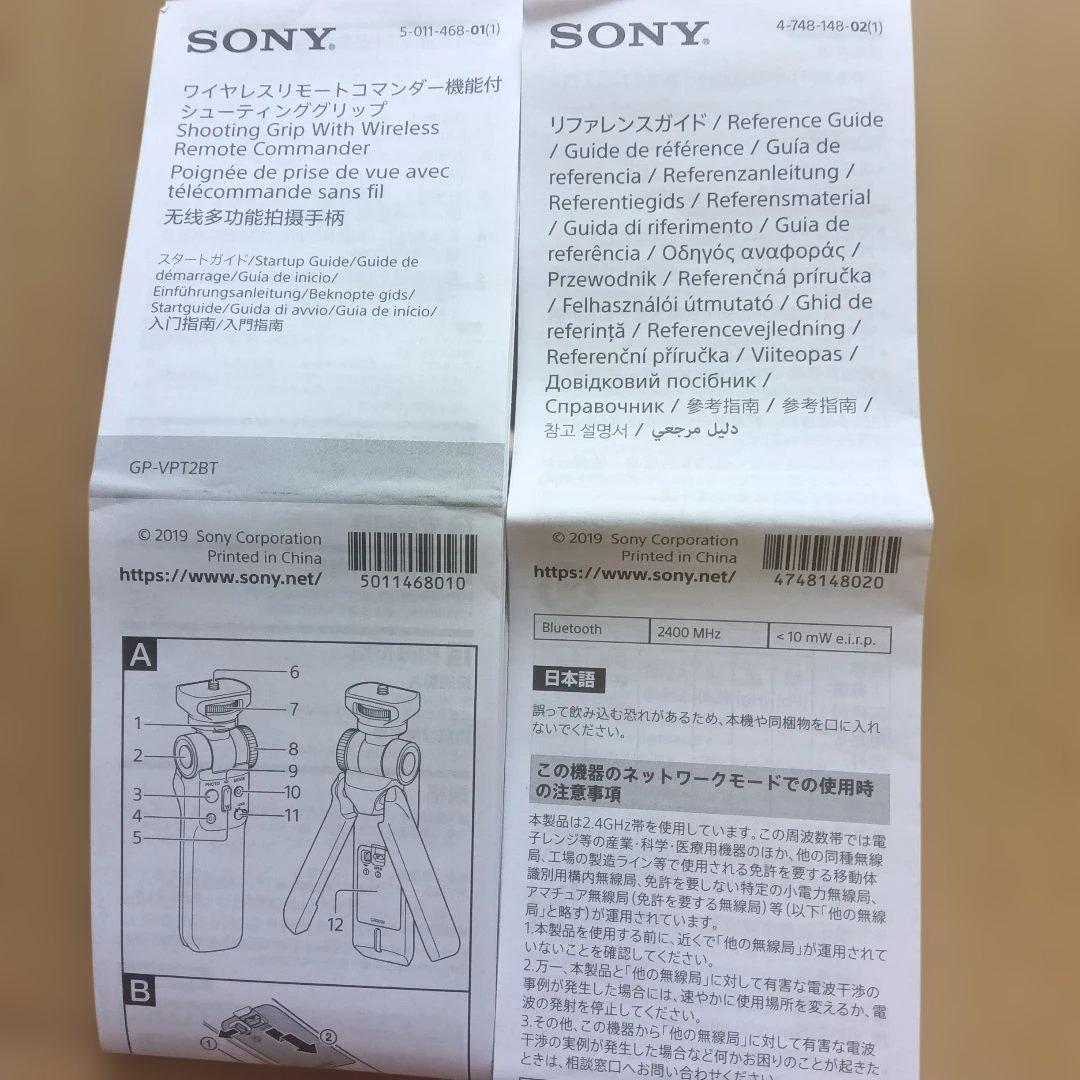 SONY®
5-011-468-01(1)
ワイヤレスリモートコマンダー機能付
シューティンググリップ
Shooting Grip With Wireless
Remote Commander
Poignée de prise de vue avec
télécommande sans fil
无线多功能拍摄手柄
スタートガイド/Startup Guide/Guide de
démarrage/Guía de inicio/
Einführungsanleitung/Beknopte gids/
Startguide/Guida di avvio/Guia de início/
入门指南/入門指南
GP-VPT2BT
© 2019 Sony Corporation
Printed in China
https://www.sony.net/
5011468010
A
6
7
1
2
8
9
3
10
4
11
5
12
PHOTO
MOVIE
B
1
2
SONY®
4-748-148-02(1)
リファレンスガイド / Reference Guide
/ Guide de référence / Guía de
referencia / Referenzanleitung /
Referentiegids / Referensmaterial
/ Guida di riferimento / Guia de
referência / Οδηγός αναφοράς /
Przewodnik / Referenčná príručka
/ Felhasználói útmutató / Ghid de
referință / Referencevejledning /
Referenční příručka / Viiteopas /
Довідковий посібник /
Справочник / 參考指南 / 参考指南 /
참고 설명서 / دليل مرجعي
© 2019 Sony Corporation
Printed in China
https://www.sony.net/
4748148020
Bluetooth 2400 MHz < 10 mW e.i.r.p.
日本語
誤って飲み込む恐れがあるため、本機や同梱物を口に入れ
ないでください。
この機器のネットワークモードでの使用時
の注意事項
本製品は2.4GHz帯を使用しています。この周波数帯では電
子レンジ等の産業・科学・医療用機器のほか、他の同種無線
局、工場の製造ライン等で使用される免許を要する移動体
識別用構内無線局、免許を要しない特定の小電力無線局、
アマチュア無線局(免許を要する無線局)等(以下「他の無線
局」と略す)が運用されています。
1.本製品を使用する前に、近くで「他の無線局」が運用されて
いないことを確認してください。
2.万一、本製品と「他の無線局」に対して有害な電波干渉の
事例が発生した場合には、速やかに使用場所を変えるか、電
波の発射を停止してください。
3.その他、この機器から「他の無線局」に対して有害な電波
干渉の実例が発生した場合など何かお困りのことが起きた
ときは、相談窓口へお問い合わせください。